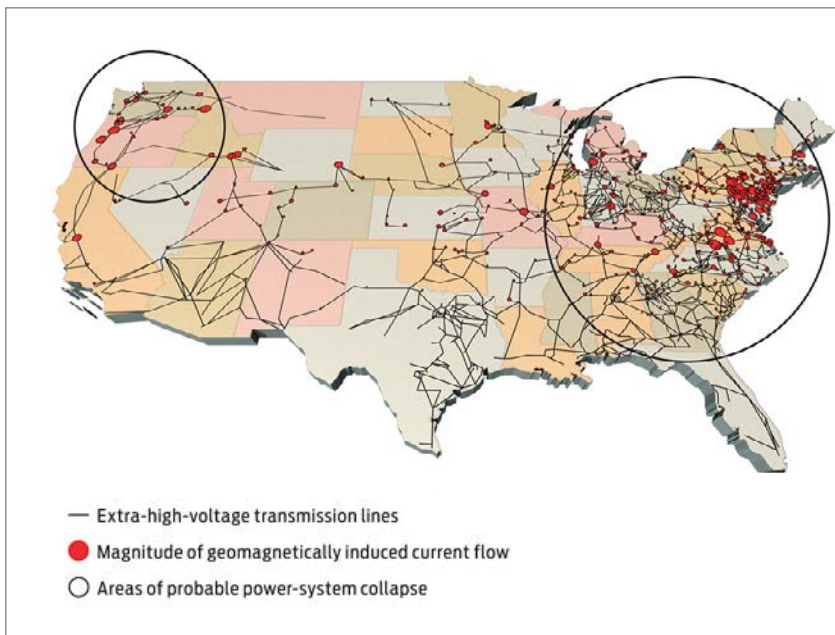 Extra-high-voltage transmission lines
Magnitude of geomagnetically induced current flow
Areas of probable power-system collapse